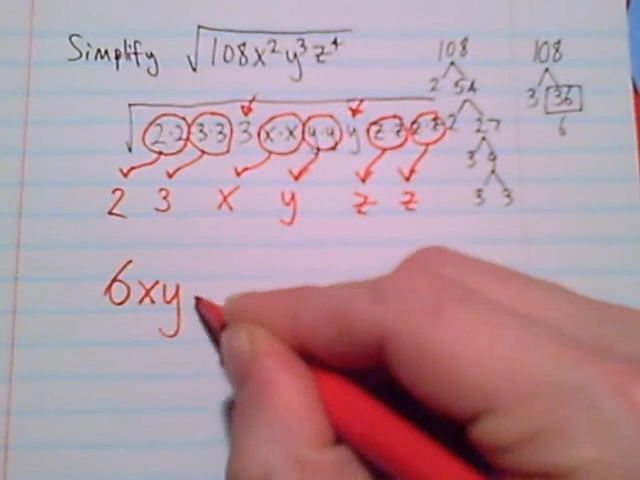 Simplify √108x²y³z⁴
√2·2 3·3 3 x·x y·y y z·z z·z
2 3 x y z z
6xy
108
2 54
2 27
3 9
3 3
108
3 36
6